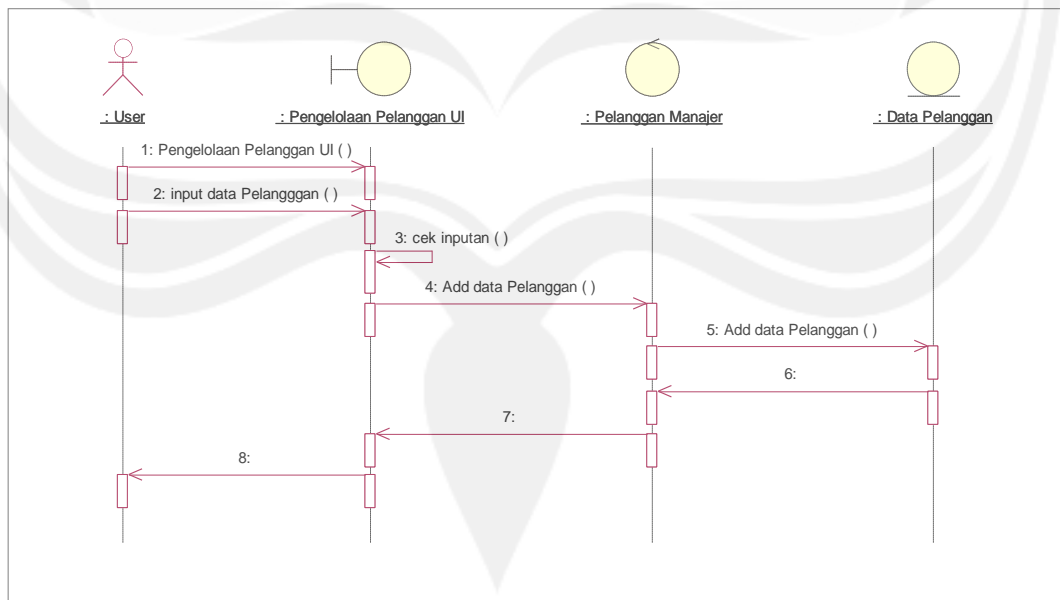 : User
: Pengelolaan Pelanggan UI
: Pelanggan Manajer
: Data Pelanggan
1: Pengelolaan Pelanggan UI ( )
2: input data Pelangggan ( )
3: cek inputan ( )
4: Add data Pelanggan ( )
5: Add data Pelanggan ( )
6:
7:
8: